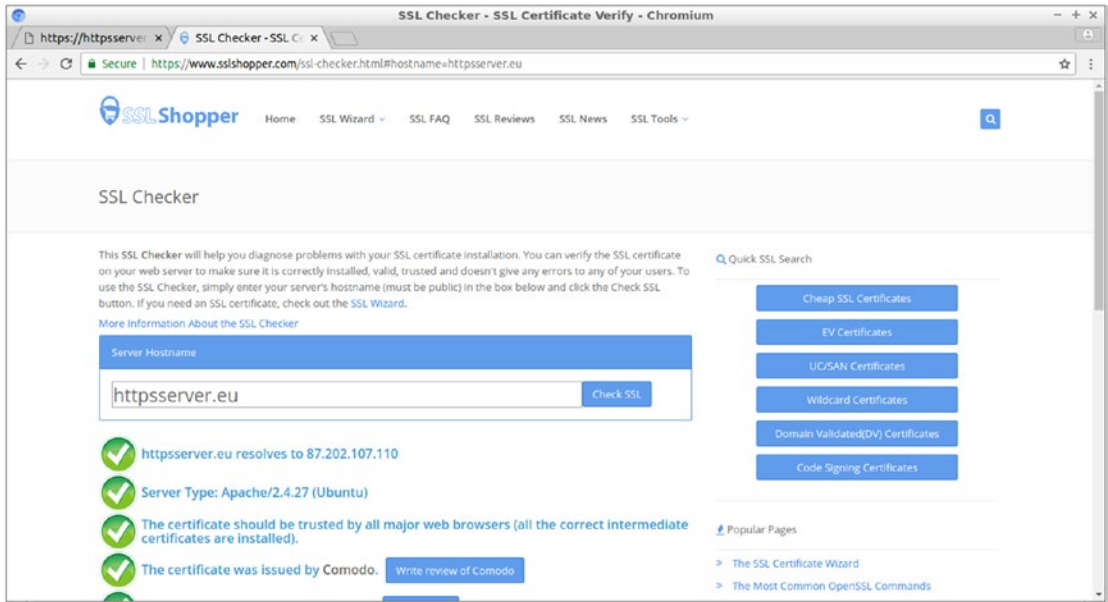 SSL Checker - SSL Certificate Verify - Chromium
https://httpsserver
SSL Checker - SSL Ce
Secure | https://www.sslshopper.com/ssl-checker.html#hostname=httpsserver.eu
SSLShopper
Home
SSL Wizard
SSL FAQ
SSL Reviews
SSL News
SSL Tools
SSL Checker
This SSL Checker will help you diagnose problems with your SSL certificate installation. You can verify the SSL certificate
on your web server to make sure it is correctly installed, valid, trusted and doesn't give any errors to any of your users. To
use the SSL Checker, simply enter your server's hostname (must be public) in the box below and click the Check SSL
button. If you need an SSL certificate, check out the SSL Wizard.
More Information About the SSL Checker
Server Hostname
httpsserver.eu
Check SSL
httpsserver.eu resolves to 87.202.107.110
Server Type: Apache/2.4.27 (Ubuntu)
The certificate should be trusted by all major web browsers (all the correct intermediate
certificates are installed).
The certificate was issued by Comodo.
Write review of Comodo
Quick SSL Search
Cheap SSL Certificates
EV Certificates
UC/SAN Certificates
Wildcard Certificates
Domain Validated(DV) Certificates
Code Signing Certificates
Popular Pages
» The SSL Certificate Wizard
» The Most Common OpenSSL Commands